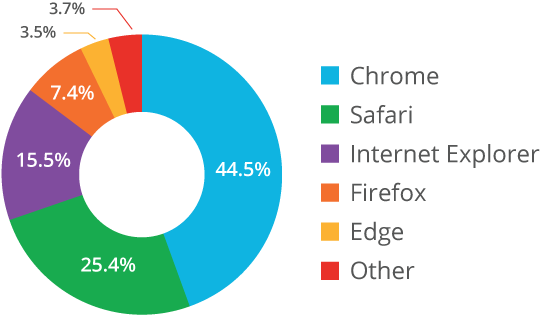 3.7%
3.5%
7.4%
15.5%
44.5%
25.4%
Chrome
Safari
Internet Explorer
Firefox
Edge
Other